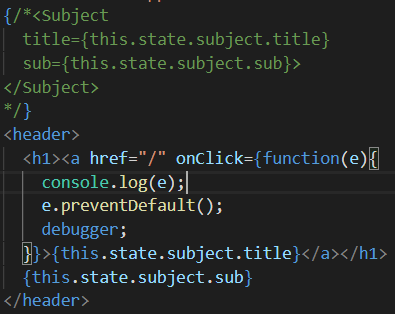 {/*<Subject
title={this.state.subject.title}
sub={this.state.subject.sub}>
</Subject>
*/}
<header>
<h1><a href="/" onClick={function(e){
console.log(e);
e.preventDefault();
debugger;
}}>{this.state.subject.title}</a></h1>
{this.state.subject.sub}
</header>